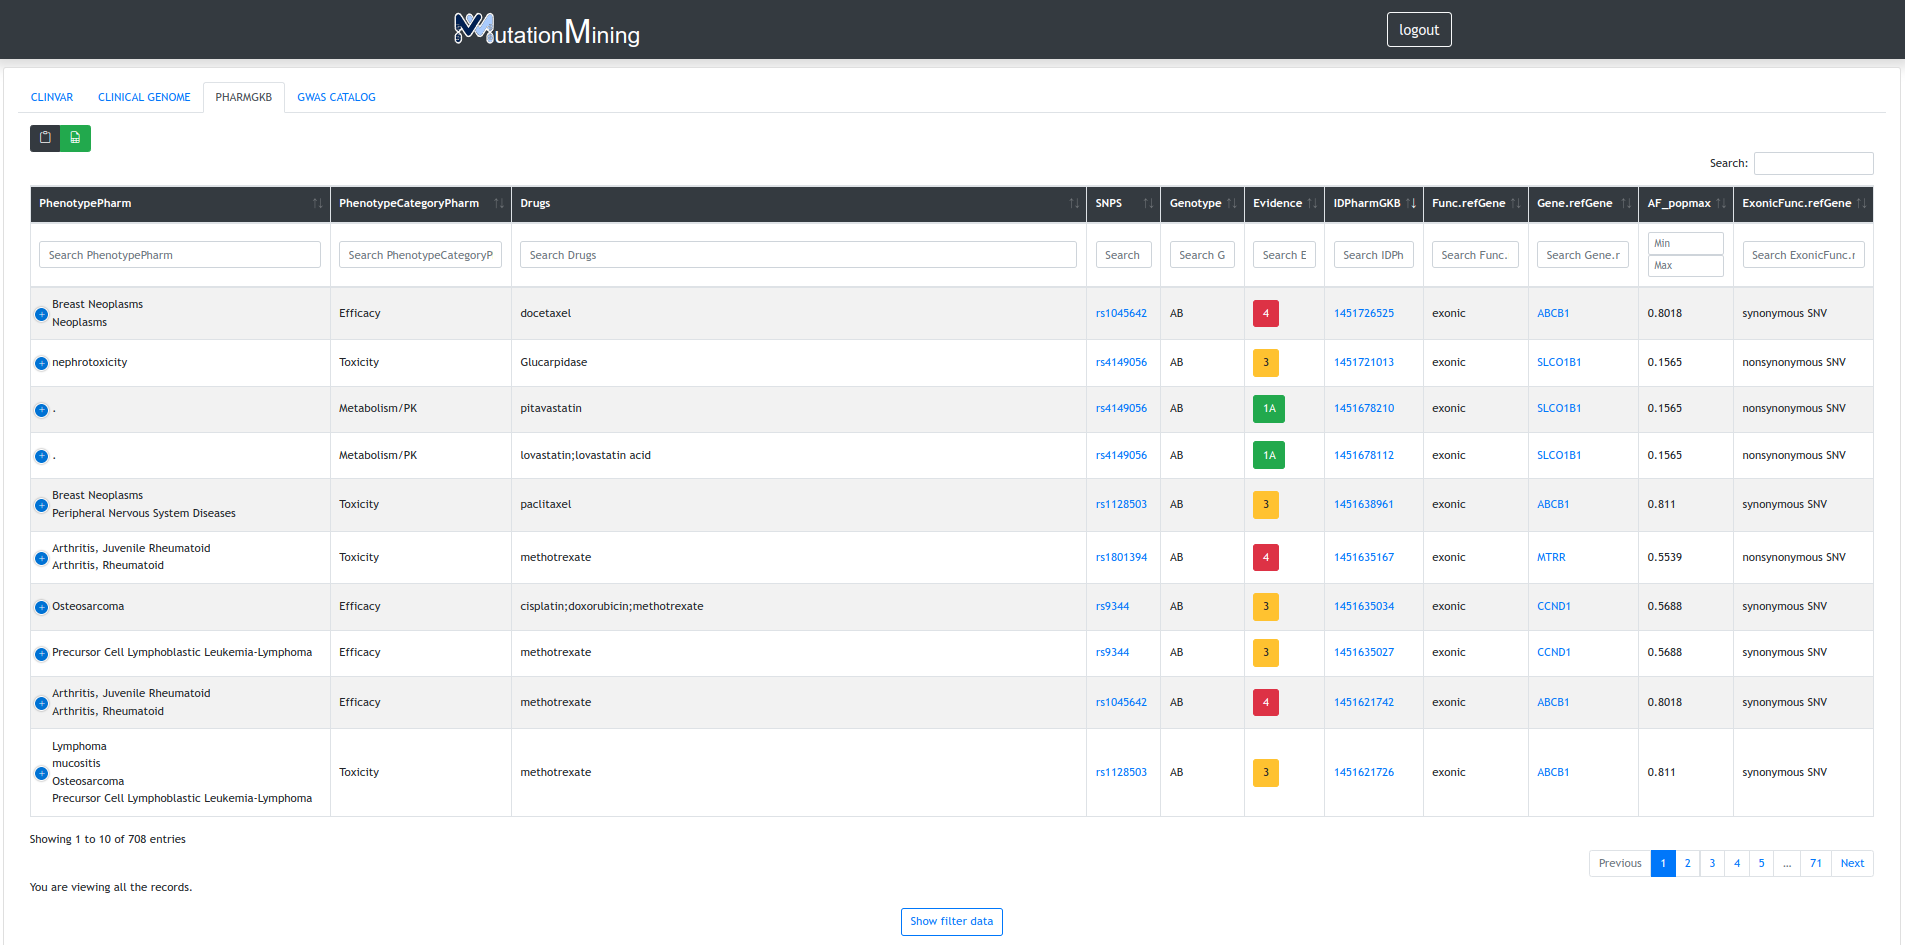 MutationMining
logout
CLINVAR CLINICAL GENOME PHARMGKB GWAS CATALOG
Search:
PhenotypePharm PhenotypeCategoryPharm Drugs SNPS Genotype Evidence IDPharmGKB Func.refGene Gene.refGene AF_popmax ExonicFunc.refGene
Search PhenotypePharm Search PhenotypeCategoryP Search Drugs Search Search G Search E Search IDPh Search Func. Search Gene.r Min Search ExonicFunc.r
Max
Breast Neoplasms
Neoplasms
Efficacy docetaxel rs1045642 AB 4 1451726525 exonic ABCB1 0.8018 synonymous SNV
nephrotoxicity Toxicity Glucarpidase rs4149056 AB 3 1451721013 exonic SLCO1B1 0.1565 nonsynonymous SNV
. Metabolism/PK pitavastatin rs4149056 AB 1A 1451678210 exonic SLCO1B1 0.1565 nonsynonymous SNV
. Metabolism/PK lovastatin;lovastatin acid rs4149056 AB 1A 1451678112 exonic SLCO1B1 0.1565 nonsynonymous SNV
Breast Neoplasms
Peripheral Nervous System Diseases
Toxicity paclitaxel rs1128503 AB 3 1451638961 exonic ABCB1 0.811 synonymous SNV
Arthritis, Juvenile Rheumatoid
Arthritis, Rheumatoid
Toxicity methotrexate rs1801394 AB 4 1451635167 exonic MTRR 0.5539 nonsynonymous SNV
Osteosarcoma Efficacy cisplatin;doxorubicin;methotrexate rs9344 AB 3 1451635034 exonic CCND1 0.5688 synonymous SNV
Precursor Cell Lymphoblastic Leukemia-Lymphoma Efficacy methotrexate rs9344 AB 3 1451635027 exonic CCND1 0.5688 synonymous SNV
Arthritis, Juvenile Rheumatoid
Arthritis, Rheumatoid
Efficacy methotrexate rs1045642 AB 4 1451621742 exonic ABCB1 0.8018 synonymous SNV
Lymphoma
mucositis
Osteosarcoma
Precursor Cell Lymphoblastic Leukemia-Lymphoma
Toxicity methotrexate rs1128503 AB 3 1451621726 exonic ABCB1 0.811 synonymous SNV
Showing 1 to 10 of 708 entries
Previous 1 2 3 4 5 … 71 Next
You are viewing all the records.
Show filter data